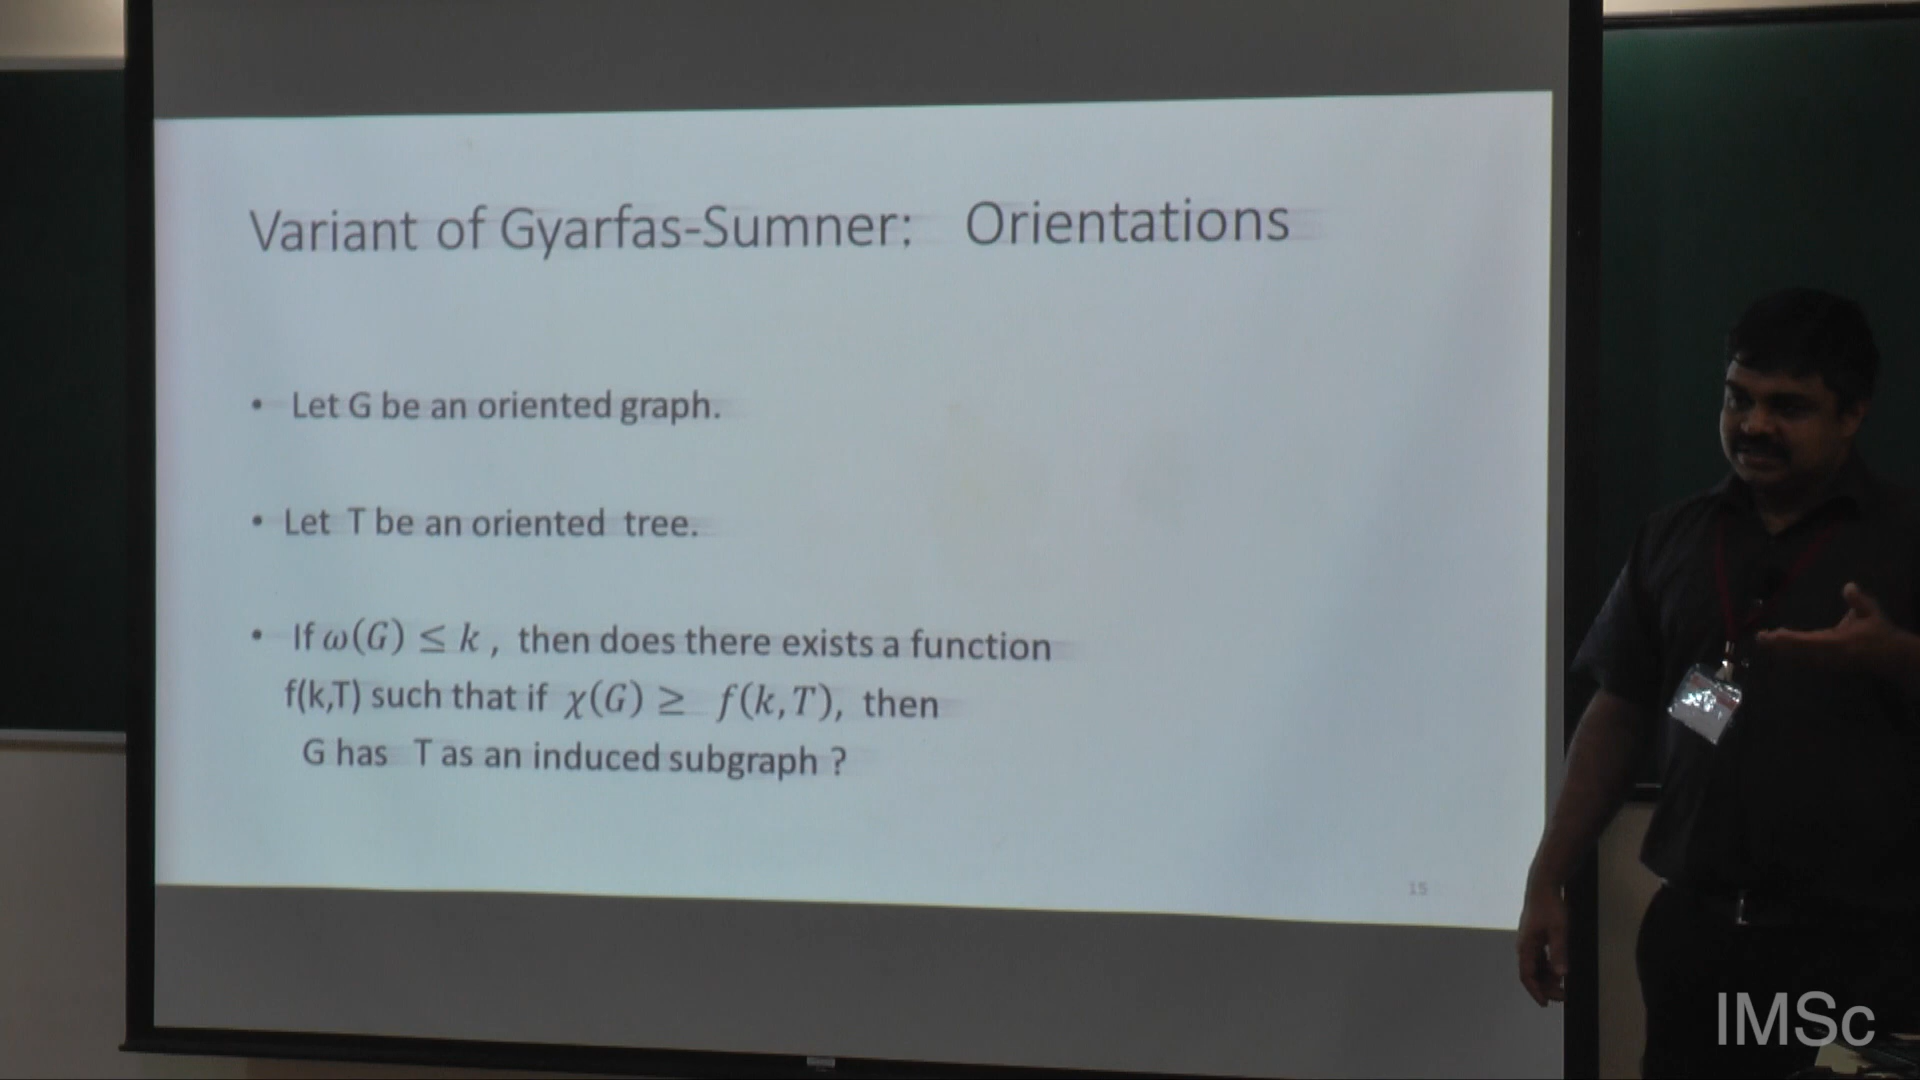 Variant of Gyarfas-Sumner: Orientations
• Let G be an oriented graph.
• Let T be an oriented tree.
• If ω(G) ≤ k , then does there exists a function
f(k,T) such that if χ(G) ≥ f(k,T), then
G has T as an induced subgraph ?
15
IMSc